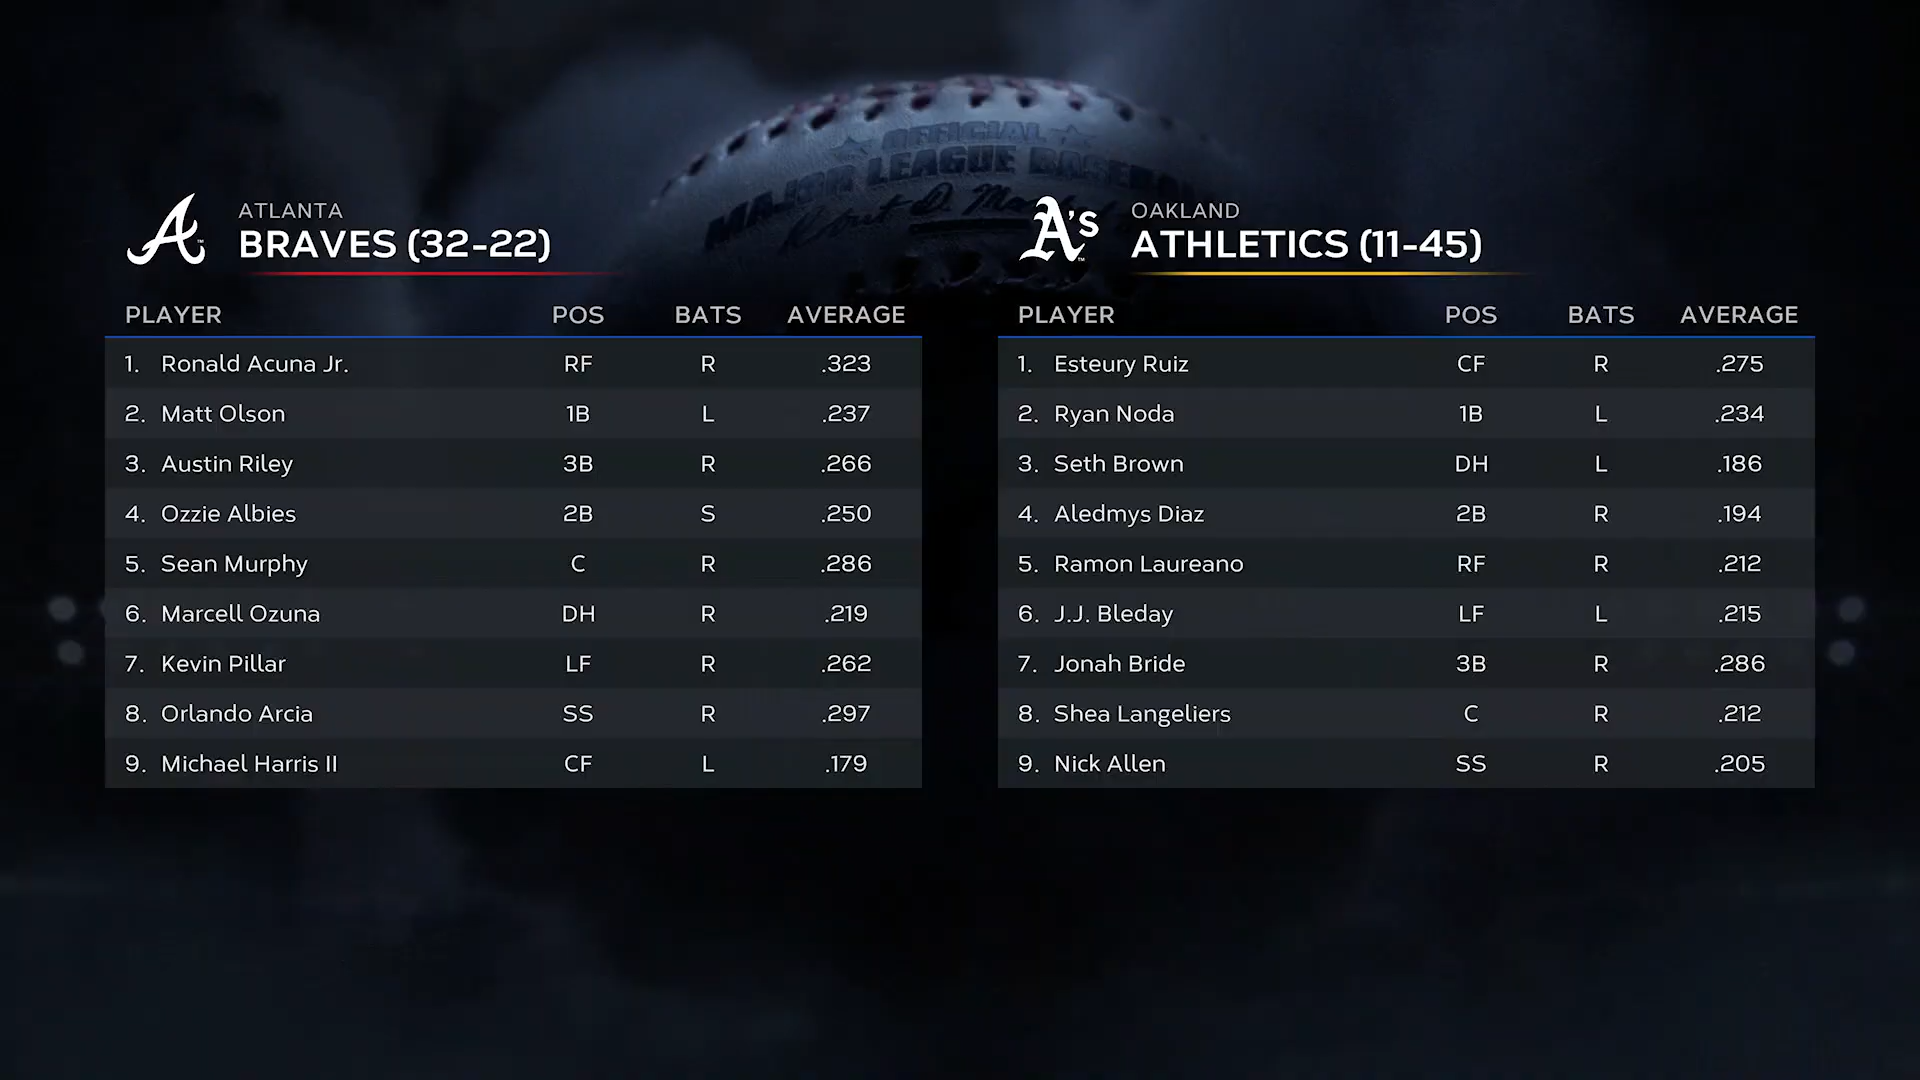 OFFICIAL
MAJOR LEAGUE
ATLANTA
BRAVES (32-22)
PLAYER POS BATS AVERAGE
1. Ronald Acuna Jr. RF R .323
2. Matt Olson 1B L .237
3. Austin Riley 3B R .266
4. Ozzie Albies 2B S .250
5. Sean Murphy C R .286
6. Marcell Ozuna DH R .219
7. Kevin Pillar LF R .262
8. Orlando Arcia SS R .297
9. Michael Harris II CF L .179
A's
OAKLAND
ATHLETICS (11-45)
PLAYER POS BATS AVERAGE
1. Esteury Ruiz CF R .275
2. Ryan Noda 1B L .234
3. Seth Brown DH L .186
4. Aledmys Diaz 2B R .194
5. Ramon Laureano RF R .212
6. J.J. Bleday LF L .215
7. Jonah Bride 3B R .286
8. Shea Langeliers C R .212
9. Nick Allen SS R .205